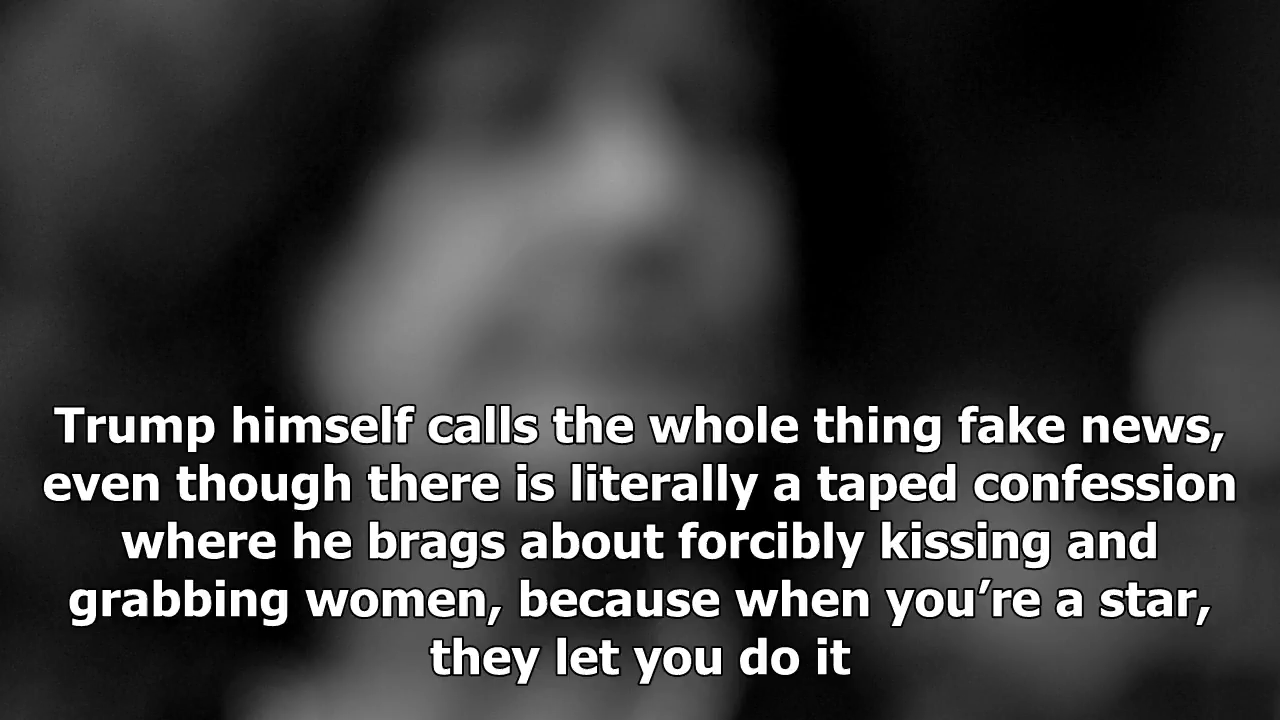 Trump himself calls the whole thing fake news,
even though there is literally a taped confession
where he brags about forcibly kissing and
grabbing women, because when you’re a star,
they let you do it